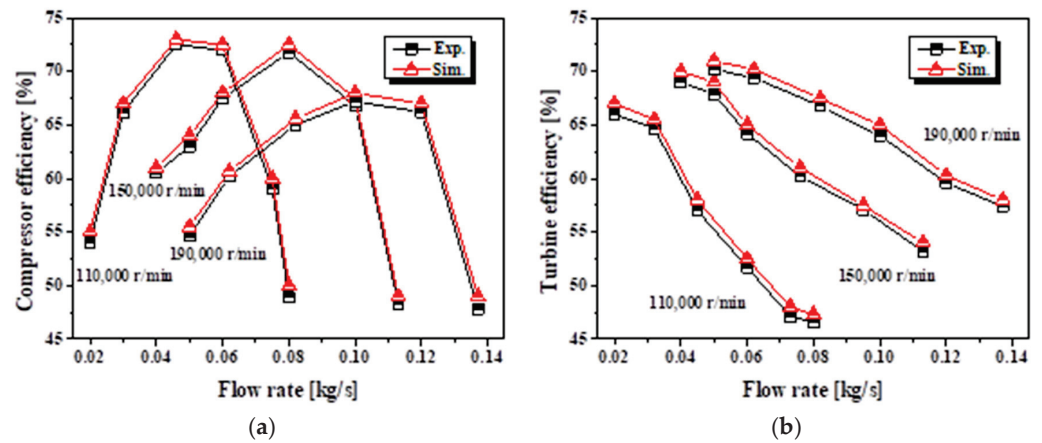 75
70
65
60
55
50
45
Compressor efficiency [%]
Exp.
Sim.
150,000 r/min
190,000 r/min
110,000 r/min
0.02 0.04 0.06 0.08 0.10 0.12 0.14
Flow rate [kg/s]
(a)
75
70
65
60
55
50
45
Turbine efficiency [%]
Exp.
Sim.
190,000 r/min
150,000 r/min
110,000 r/min
0.02 0.04 0.06 0.08 0.10 0.12 0.14
Flow rate [kg/s]
(b)